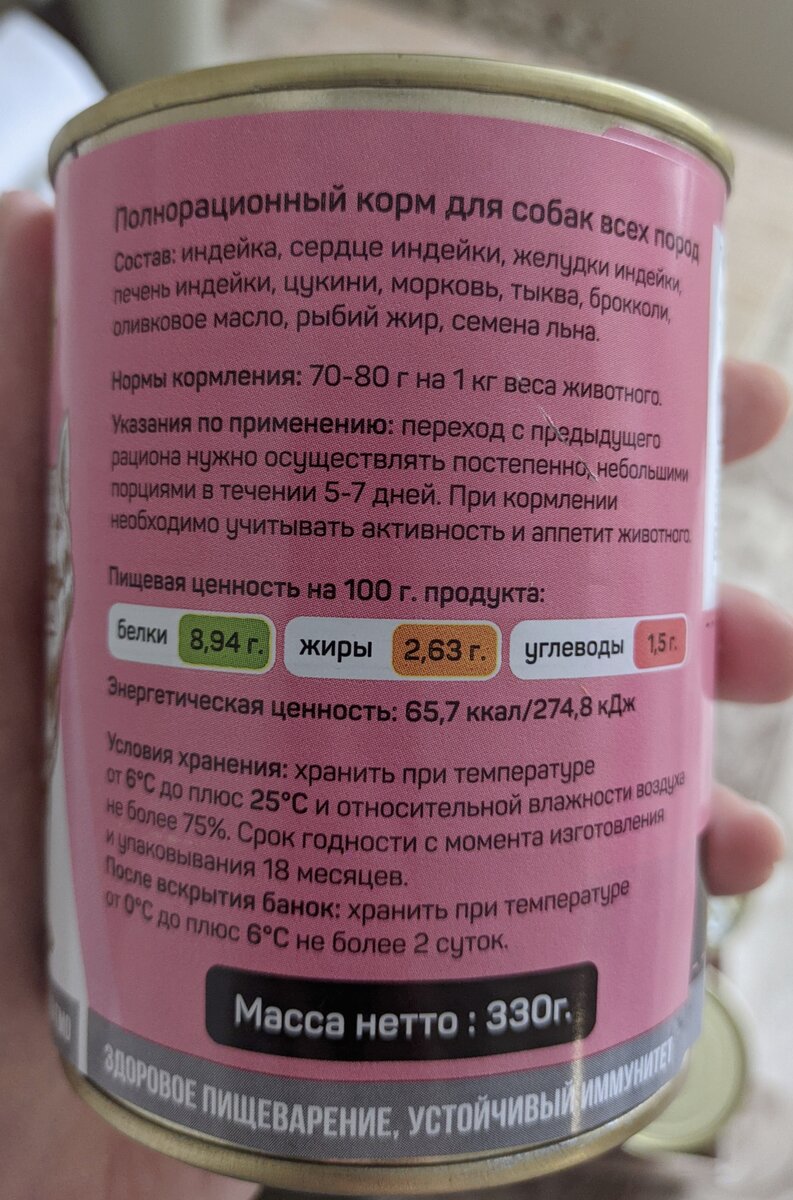 Полнорационный корм для собак всех пород
Состав: индейка, сердце индейки, желудки индейки,
печень индейки, цукини, морковь, тыква, брокколи,
оливковое масло, рыбий жир, семена льна.
Нормы кормления: 70-80 г на 1 кг веса животного.
Указания по применению: переход с предыдущего
рациона нужно осуществлять постепенно, небольшими
порциями в течении 5-7 дней. При кормлении
необходимо учитывать активность и аппетит животного.
Пищевая ценность на 100 г. продукта:
белки 8,94 г. жиры 2,63 г. углеводы 1,5 г.
Энергетическая ценность: 65,7 ккал/274,8 кДж
Условия хранения: хранить при температуре
от 6°С до плюс 25°С и относительной влажности воздуха
не более 75%. Срок годности с момента изготовления
и упаковывания 18 месяцев.
После вскрытия банок: хранить при температуре
от 0°С до плюс 6°С не более 2 суток.
Масса нетто : 330г.
ЗДОРОВОЕ ПИЩЕВАРЕНИЕ, УСТОЙЧИВЫЙ ИММУНИТЕТ